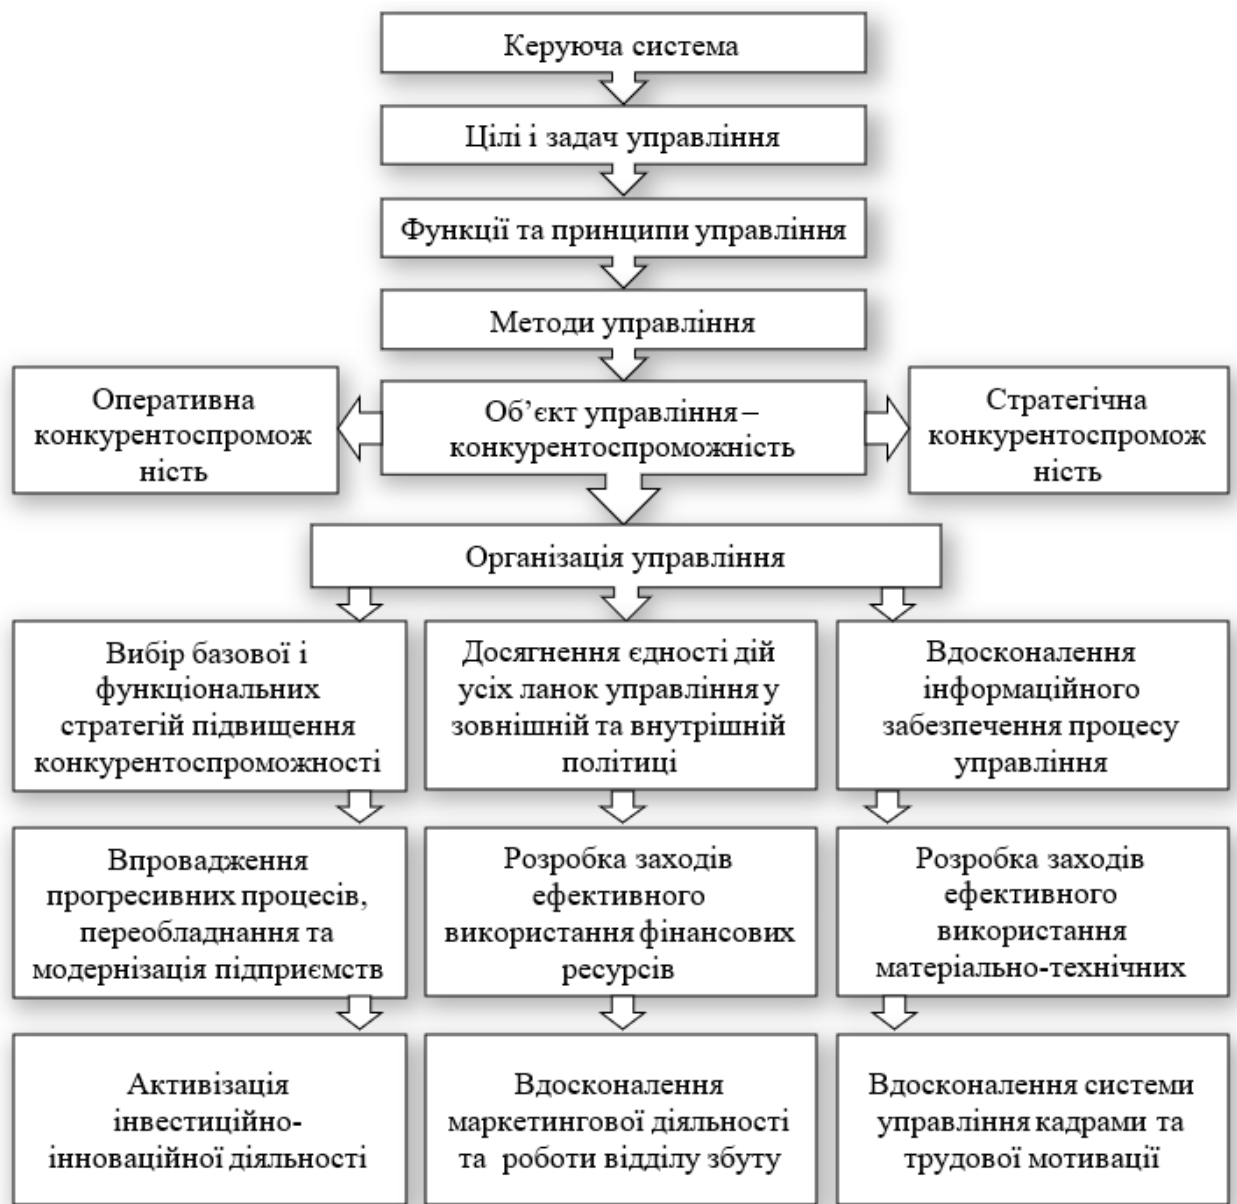 Керуюча система
Цілі і задач управління
Функції та принципи управління
Методи управління
Оперативна
конкурентоспромож
ність
Об’єкт управління –
конкурентоспроможність
Стратегічна
конкурентоспромож
ність
Організація управління
Вибір базової і
функціональних
стратегій підвищення
конкурентоспроможності
Досягнення єдності дій
усіх ланок управління у
зовнішній та внутрішній
політиці
Вдосконалення
інформаційного
забезпечення процесу
управління
Впровадження
прогресивних процесів,
переобладнання та
модернізація підприємств
Розробка заходів
ефективного
використання фінансових
ресурсів
Розробка заходів
ефективного
використання
матеріально-технічних
Активізація
інвестиційно-
інноваційної діяльності
Вдосконалення
маркетингової діяльності
та роботи відділу збуту
Вдосконалення системи
управління кадрами та
трудової мотивації